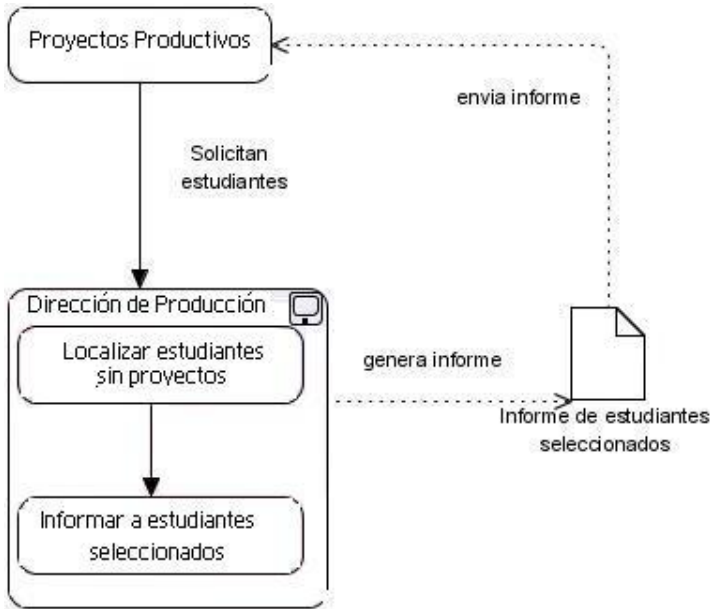 Proyectos Productivos
envia informe
Solicitan
estudiantes
Dirección de Producción
Localizar estudiantes
sin proyectos
genera informe
Informe de estudiantes
seleccionados
Informar a estudiantes
seleccionados